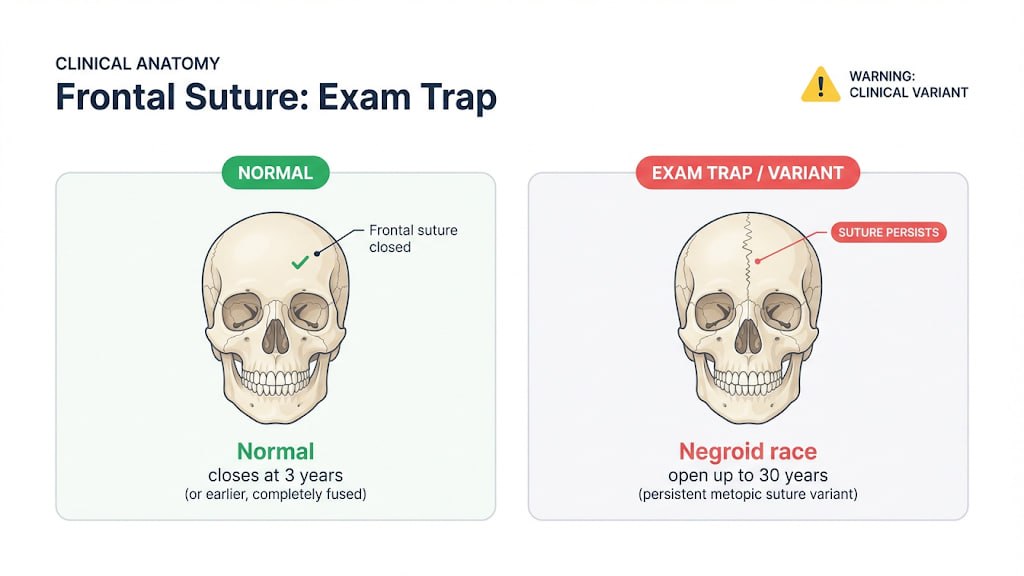 CLINICAL ANATOMY
Frontal Suture: Exam Trap
WARNING:
CLINICAL VARIANT
NORMAL
Frontal suture
closed
Normal
closes at 3 years
(or earlier, completely fused)
EXAM TRAP / VARIANT
SUTURE PERSISTS
Negroid race
open up to 30 years
(persistent metopic suture variant)